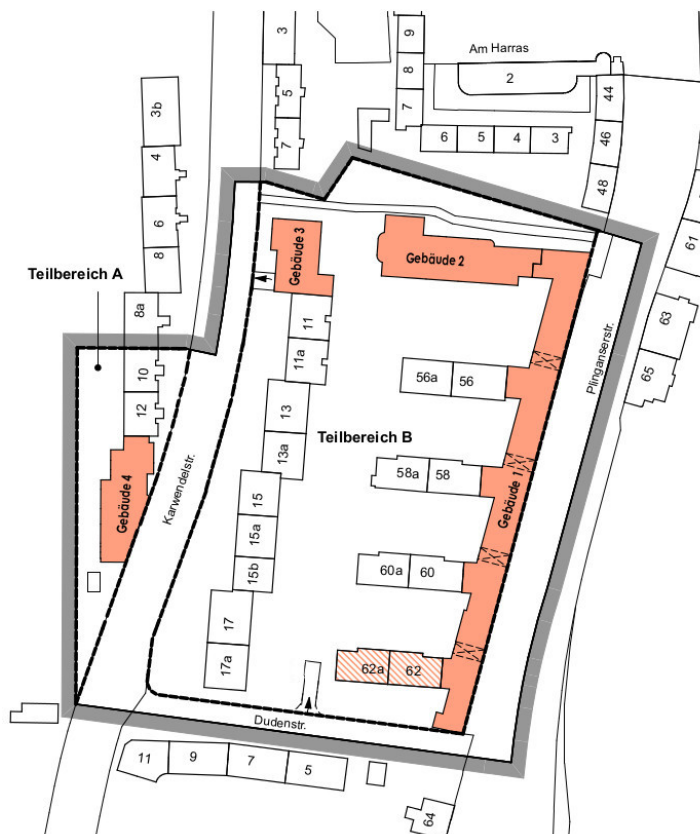 3
9
Am Harras
8
2
44
5
3b
7
7
6
5
4
3
46
4
48
6
61
Gebäude 3
Gebäude 2
8
Teilbereich A
8a
11
63
Plinganserstr.
11a
56a
56
65
10
12
13
Teilbereich B
13a
Karwendelstr.
58a
58
Gebäude 1
Gebäude 4
15
15a
15b
60a
60
17
17a
62a
62
Dudenstr.
11
9
7
5
64